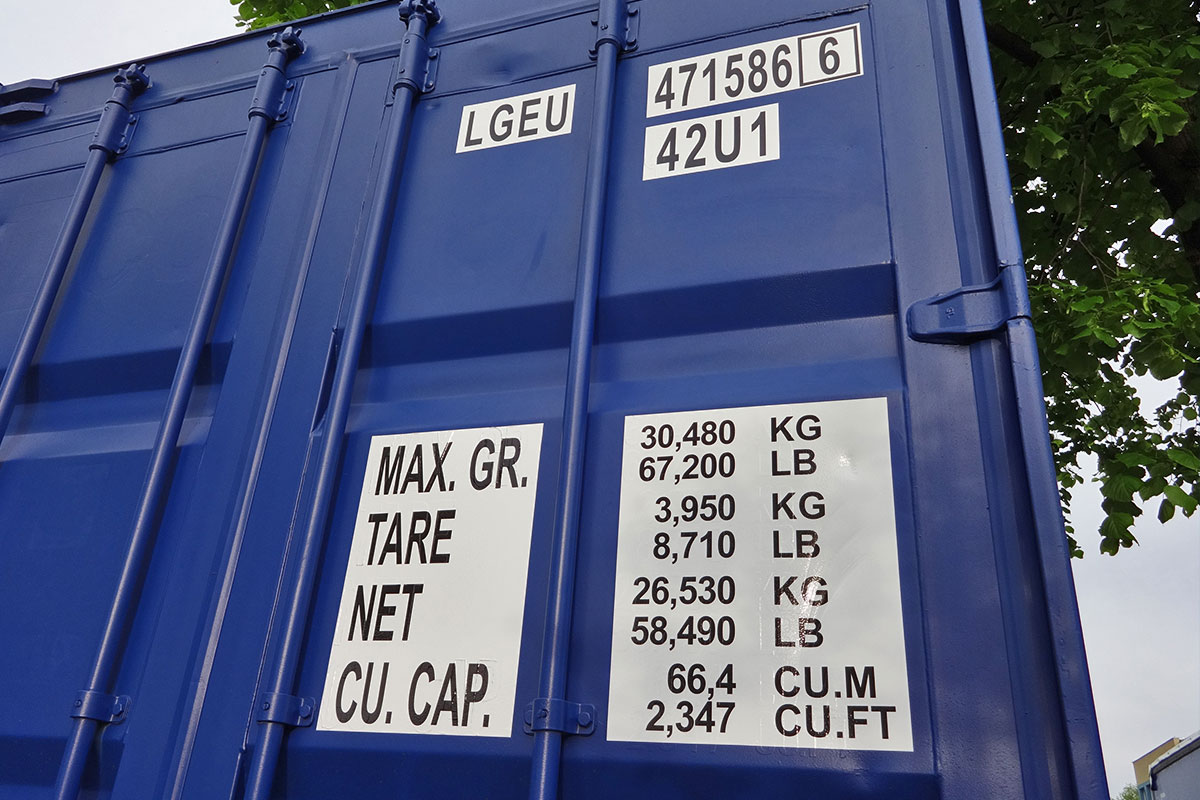 LGEU 471586 6
42U1
MAX. GR. 30,480 KG
67,200 LB
TARE 3,950 KG
8,710 LB
NET 26,530 KG
58,490 LB
CU. CAP. 66,4 CU.M
2,347 CU.FT